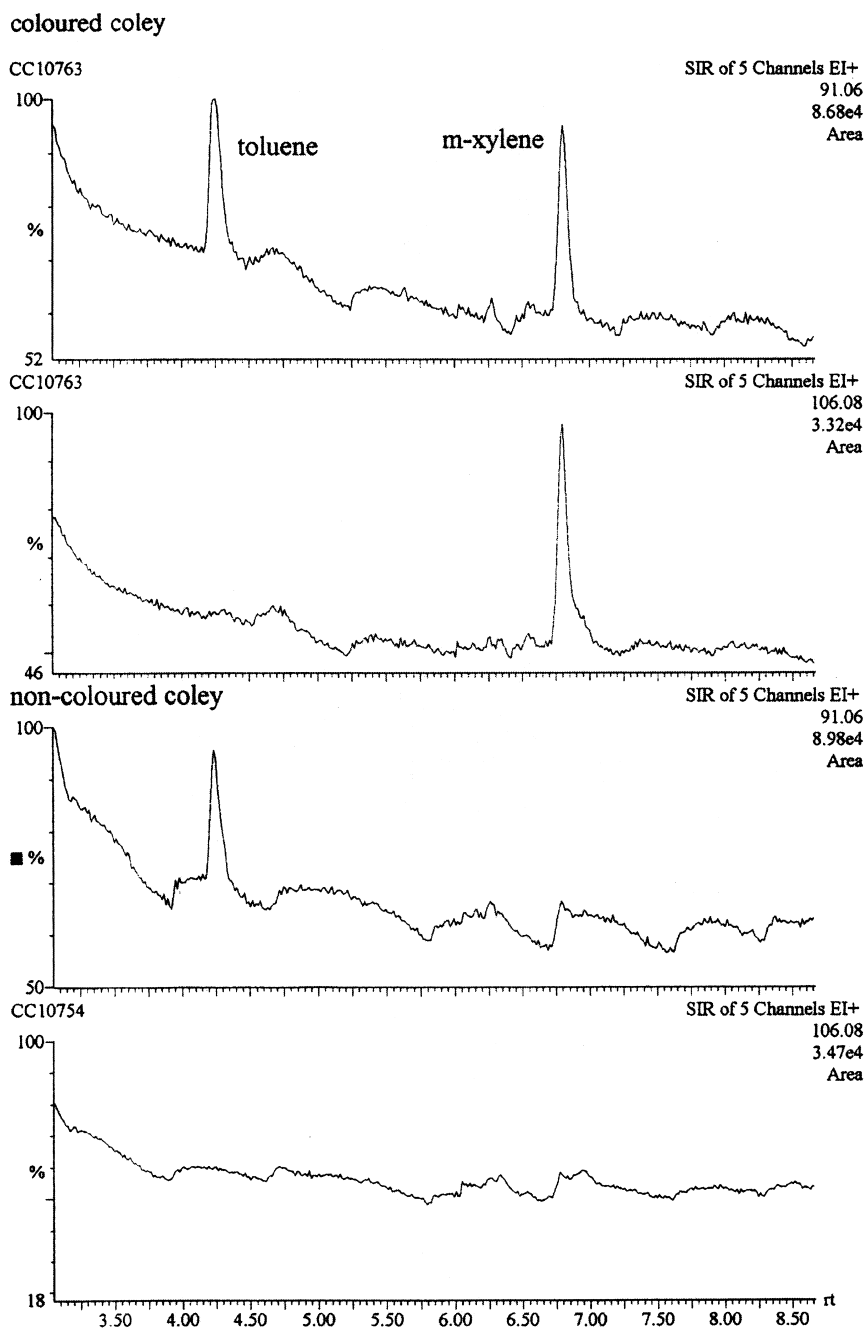 coloured coley
CC10763
SIR of 5 Channels EI+
91.06
8.68e4
Area
100
toluene
m-xylene
%
52
CC10763
SIR of 5 Channels EI+
106.08
3.32e4
Area
100
%
46
non-coloured coley
SIR of 5 Channels EI+
91.06
8.98e4
Area
100
%
50
CC10754
SIR of 5 Channels EI+
106.08
3.47e4
Area
100
%
18
rt
3.50 4.00 4.50 5.00 5.50 6.00 6.50 7.00 7.50 8.00 8.50